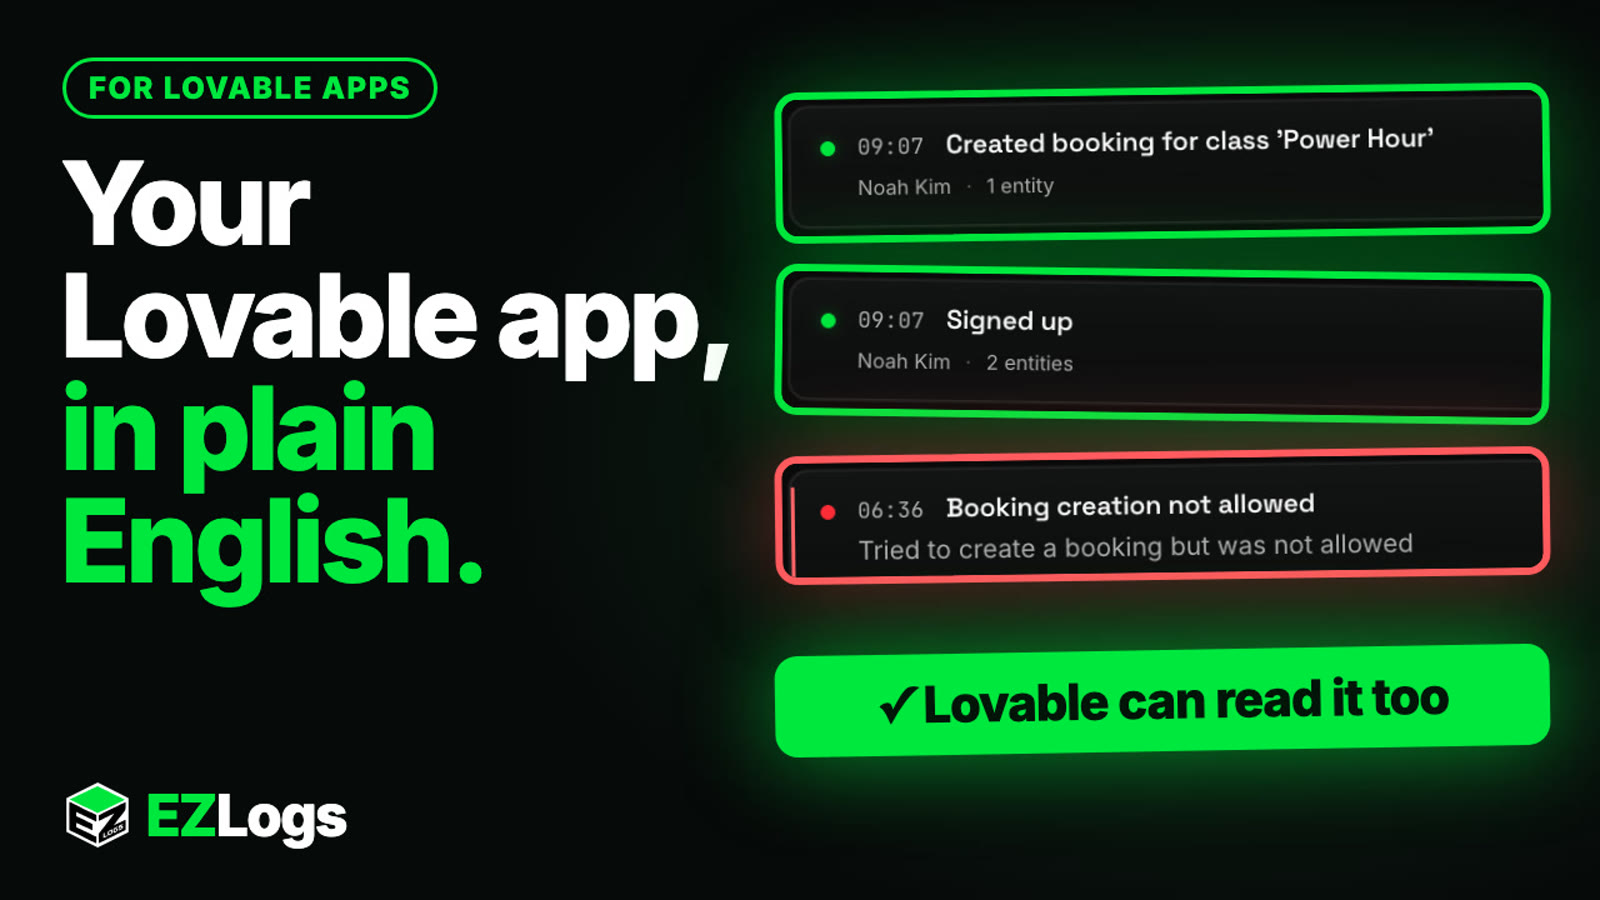 FOR LOVABLE APPS
Your
Lovable app,
in plain
English.
09:07 Created booking for class 'Power Hour'
Noah Kim · 1 entity
09:07 Signed up
Noah Kim · 2 entities
06:36 Booking creation not allowed
Tried to create a booking but was not allowed
✓Lovable can read it too
EZ LOGS
EZLogs